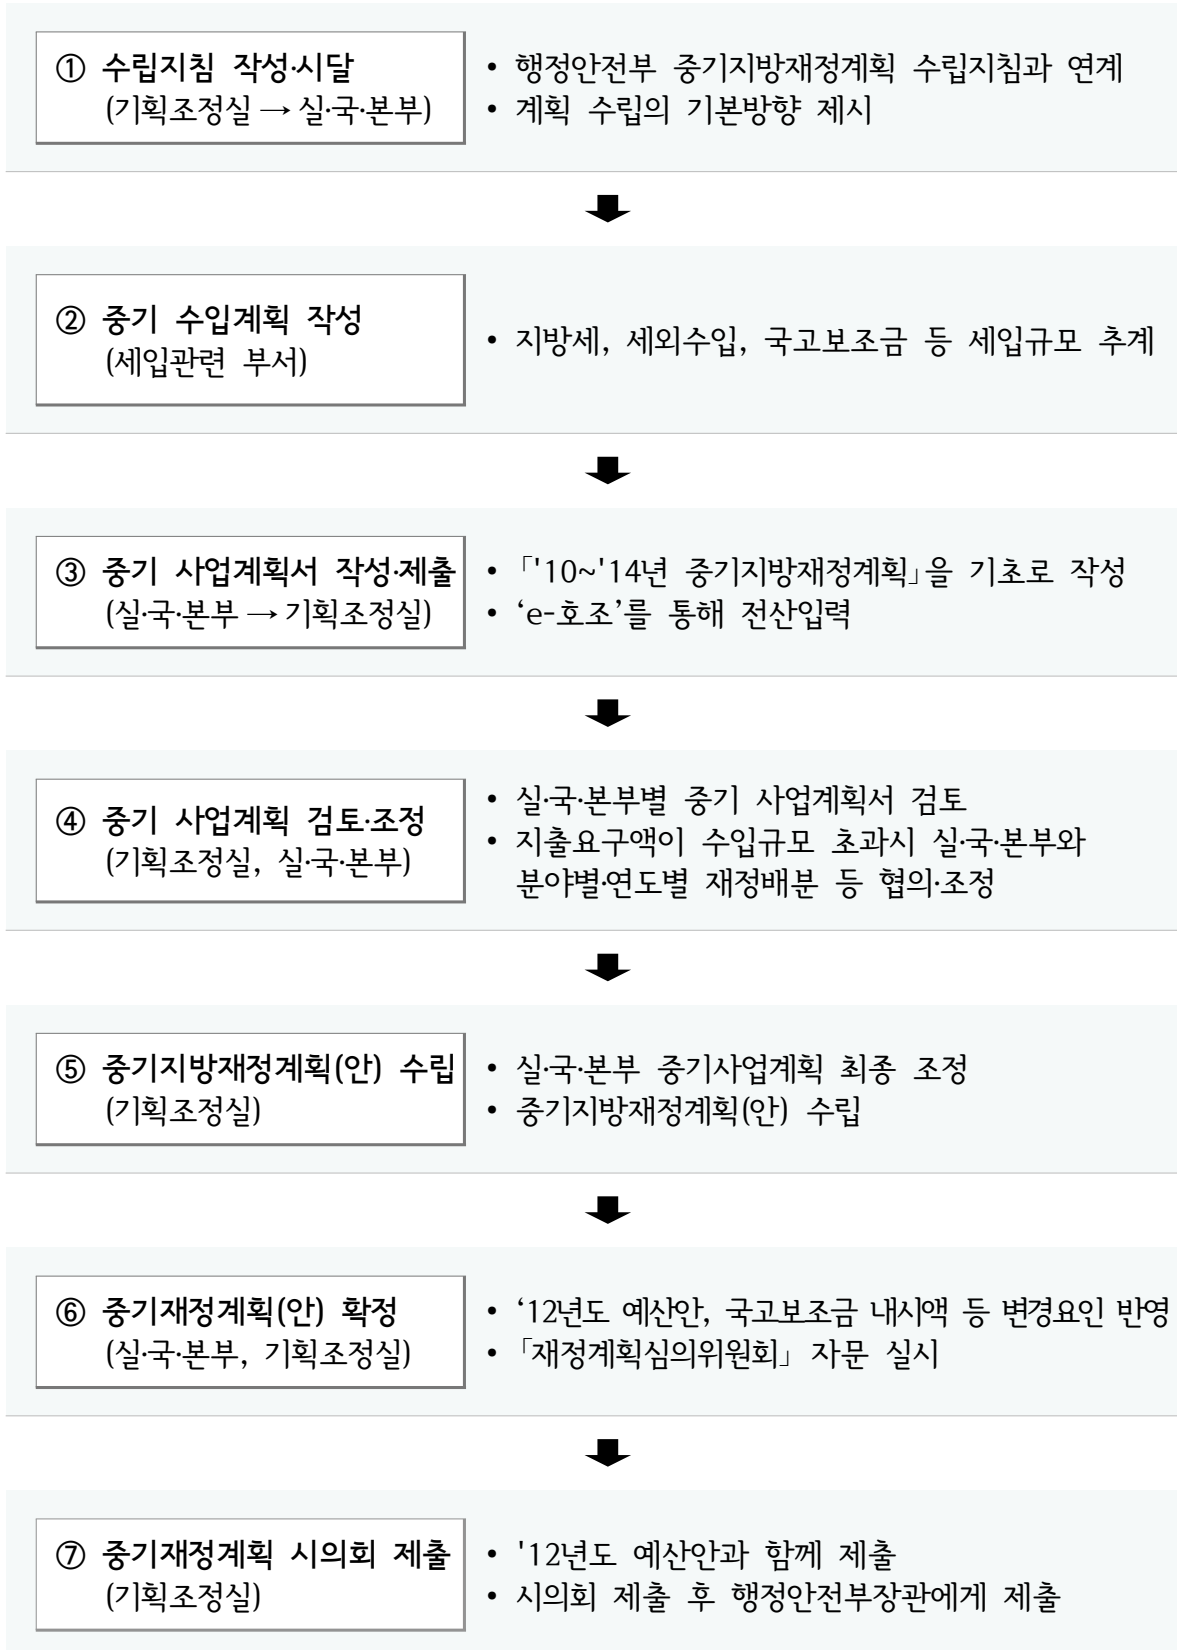 ① 수립지침 작성·시달
(기획조정실 → 실·국·본부)
• 행정안전부 중기지방재정계획 수립지침과 연계
• 계획 수립의 기본방향 제시
② 중기 수입계획 작성
(세입관련 부서)
• 지방세, 세외수입, 국고보조금 등 세입규모 추계
③ 중기 사업계획서 작성·제출
(실·국·본부 → 기획조정실)
• 「'10~'14년 중기지방재정계획」을 기초로 작성
• ‘e-호조’를 통해 전산입력
④ 중기 사업계획 검토·조정
(기획조정실, 실·국·본부)
• 실·국·본부별 중기 사업계획서 검토
• 지출요구액이 수입규모 초과시 실·국·본부와
분야별·연도별 재정배분 등 협의·조정
⑤ 중기지방재정계획(안) 수립
(기획조정실)
• 실·국·본부 중기사업계획 최종 조정
• 중기지방재정계획(안) 수립
⑥ 중기재정계획(안) 확정
(실·국·본부, 기획조정실)
• ‘12년도 예산안, 국고보조금 내시액 등 변경요인 반영
• 「재정계획심의위원회」 자문 실시
⑦ 중기재정계획 시의회 제출
(기획조정실)
• '12년도 예산안과 함께 제출
• 시의회 제출 후 행정안전부장관에게 제출